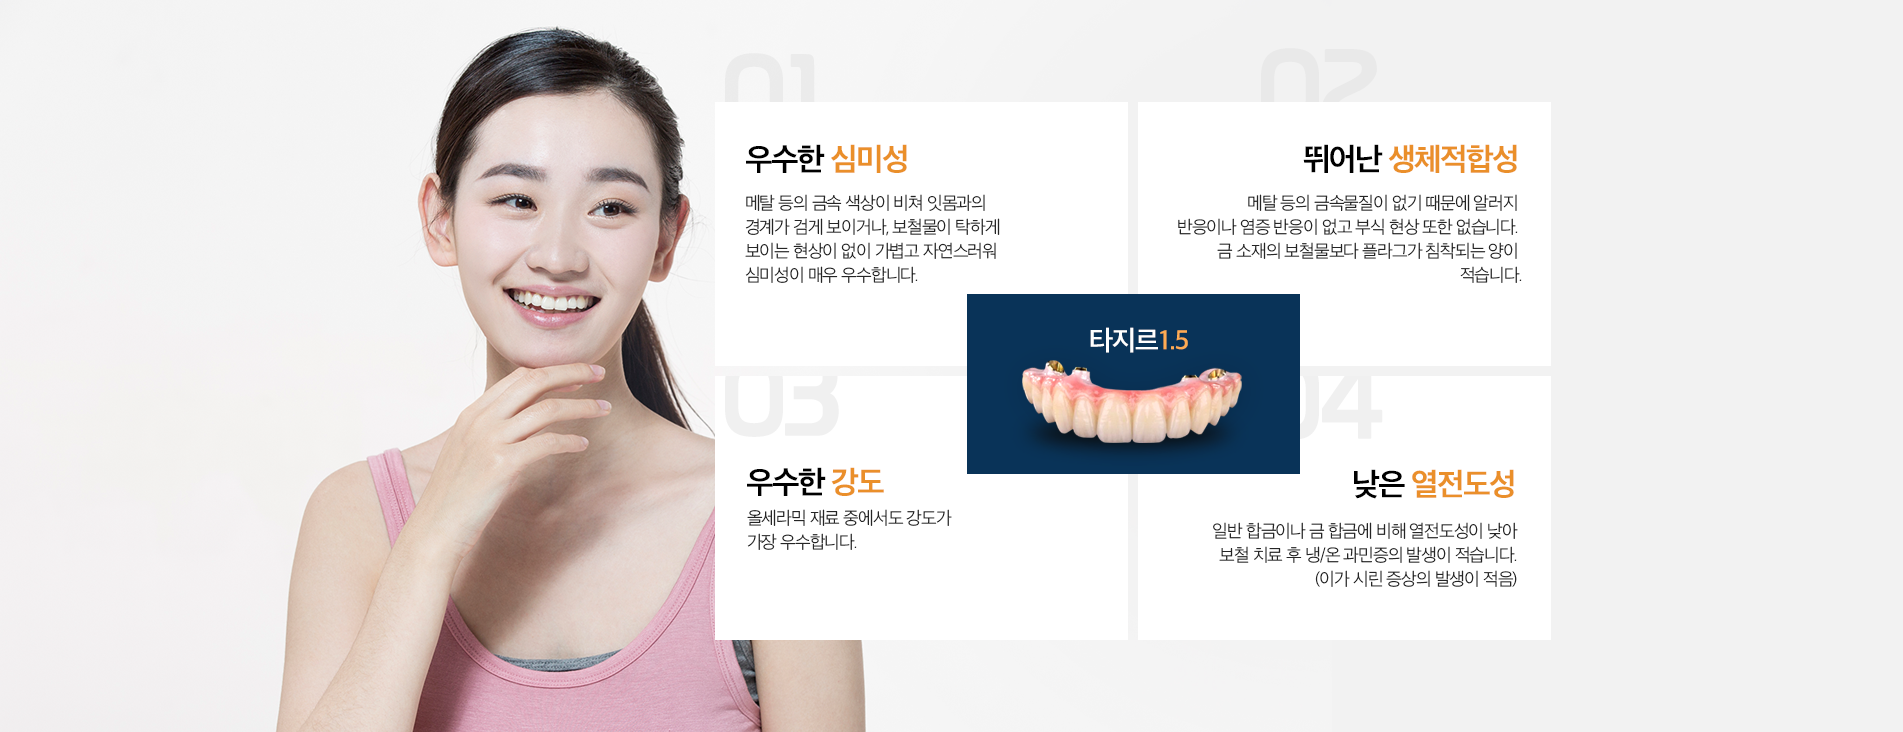 01
우수한 심미성
메탈 등의 금속 색상이 비쳐 잇몸과의
경계가 검게 보이거나, 보철물이 탁하게
보이는 현상이 없이 가볍고 자연스러워
심미성이 매우 우수합니다.
02
뛰어난 생체적합성
메탈 등의 금속물질이 없기 때문에 알러지
반응이나 염증 반응이 없고 부식 현상 또한 없습니다.
금 소재의 보철물보다 플라그가 침착되는 양이
적습니다.
타지르1.5
03
우수한 강도
올세라믹 재료 중에서도 강도가
가장 우수합니다.
04
낮은 열전도성
일반 합금이나 금 합금에 비해 열전도성이 낮아
보철 치료 후 냉/온 과민증의 발생이 적습니다.
(이가 시린 증상의 발생이 적음)